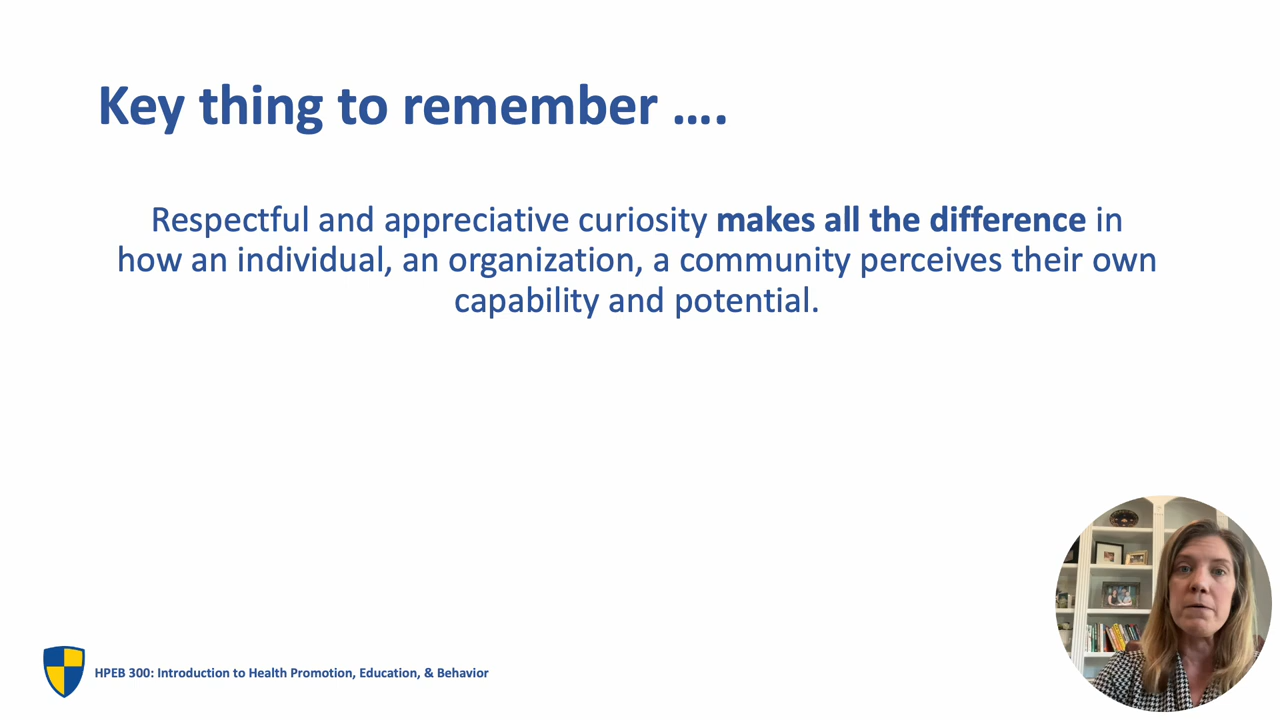 Key thing to remember ….
Respectful and appreciative curiosity makes all the difference in
how an individual, an organization, a community perceives their own
capability and potential.
HPEB 300: Introduction to Health Promotion, Education, & Behavior